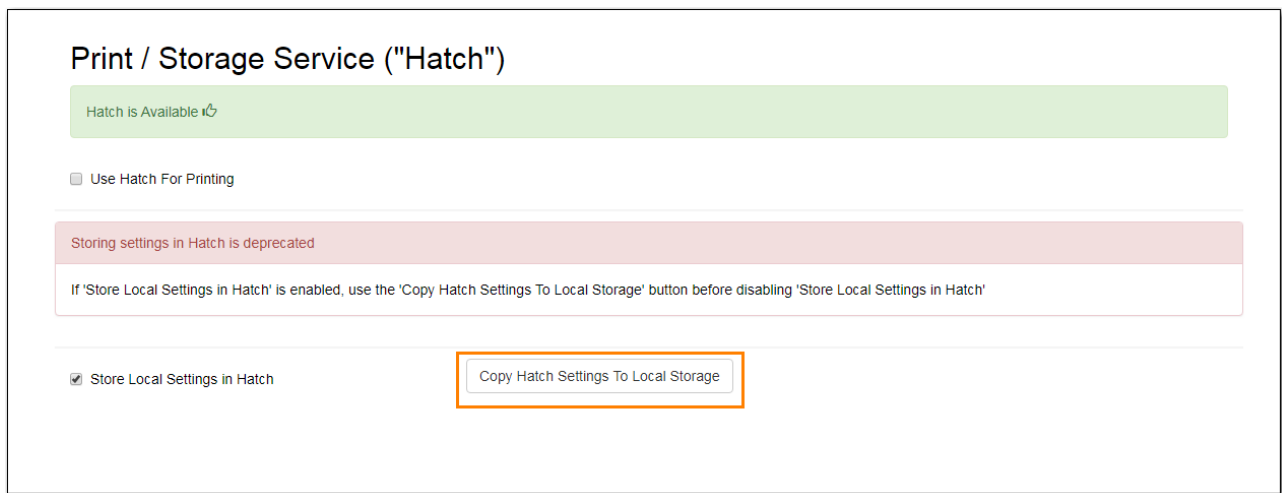 Print / Storage Service ("Hatch")
Hatch is Available
Use Hatch For Printing
Storing settings in Hatch is deprecated
If 'Store Local Settings in Hatch' is enabled, use the 'Copy Hatch Settings To Local Storage' button before disabling 'Store Local Settings in Hatch'
Store Local Settings in Hatch
Copy Hatch Settings To Local Storage